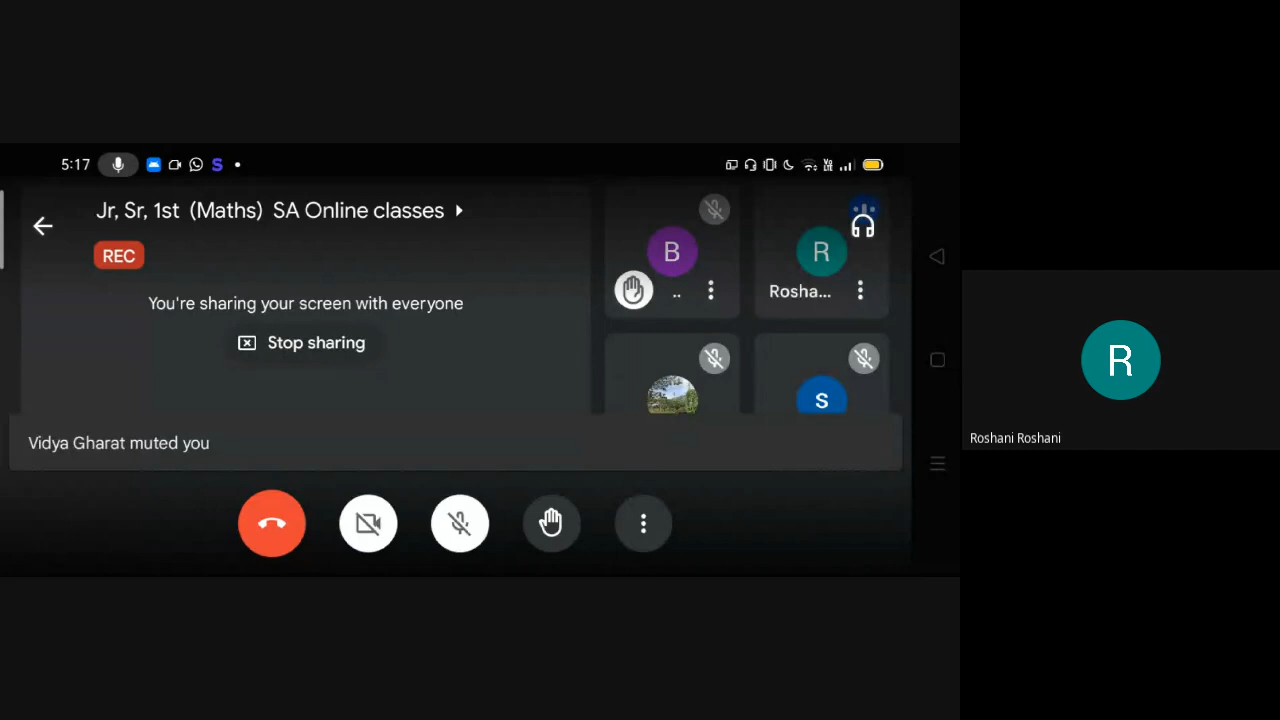 5:17
S
Jr, Sr, 1st (Maths) SA Online classes
REC
You're sharing your screen with everyone
Stop sharing
B
..
R
Rosha...
S
Vidya Gharat muted you
R
Roshani Roshani